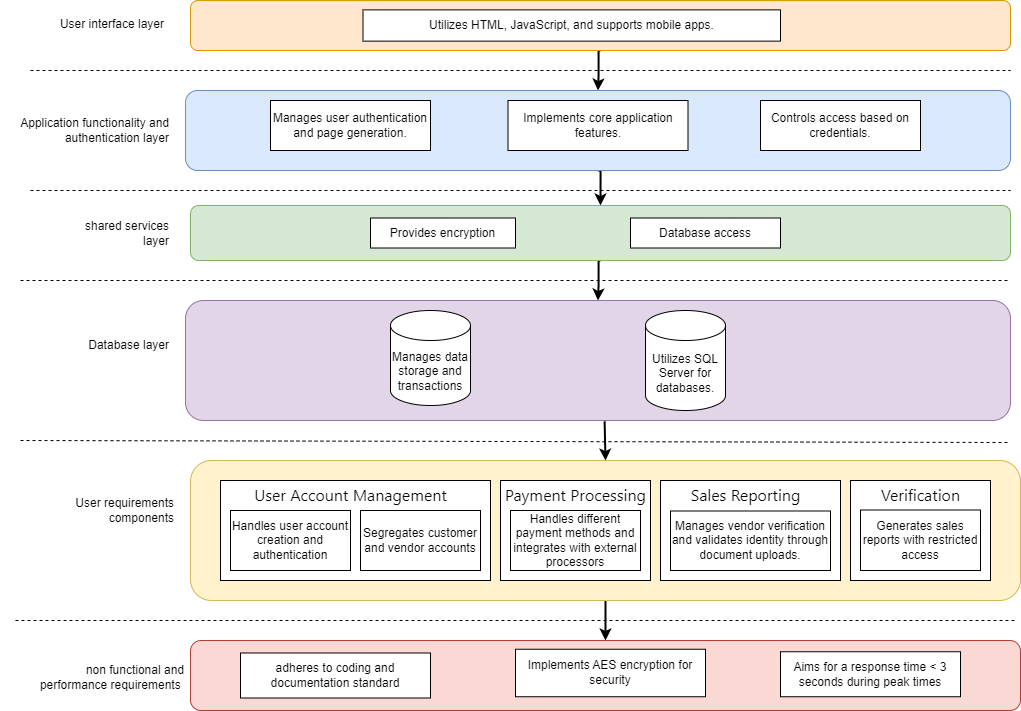 User interface layer
Utilizes HTML, JavaScript, and supports mobile apps.
Application functionality and
authentication layer
Manages user authentication
and page generation.
Implements core application
features.
Controls access based on
credentials.
shared services
layer
Provides encryption
Database access
Database layer
Manages data
storage and
transactions
Utilizes SQL
Server for
databases.
User requirements
components
User Account Management
Handles user account
creation and
authentication
Segregates customer
and vendor accounts
Payment Processing
Handles different
payment methods and
integrates with external
processors
Sales Reporting
Manages vendor verification
and validates identity through
document uploads.
Verification
Generates sales
reports with restricted
access
non functional and
performance requirements
adheres to coding and
documentation standard
Implements AES encryption for
security
Aims for a response time < 3
seconds during peak times